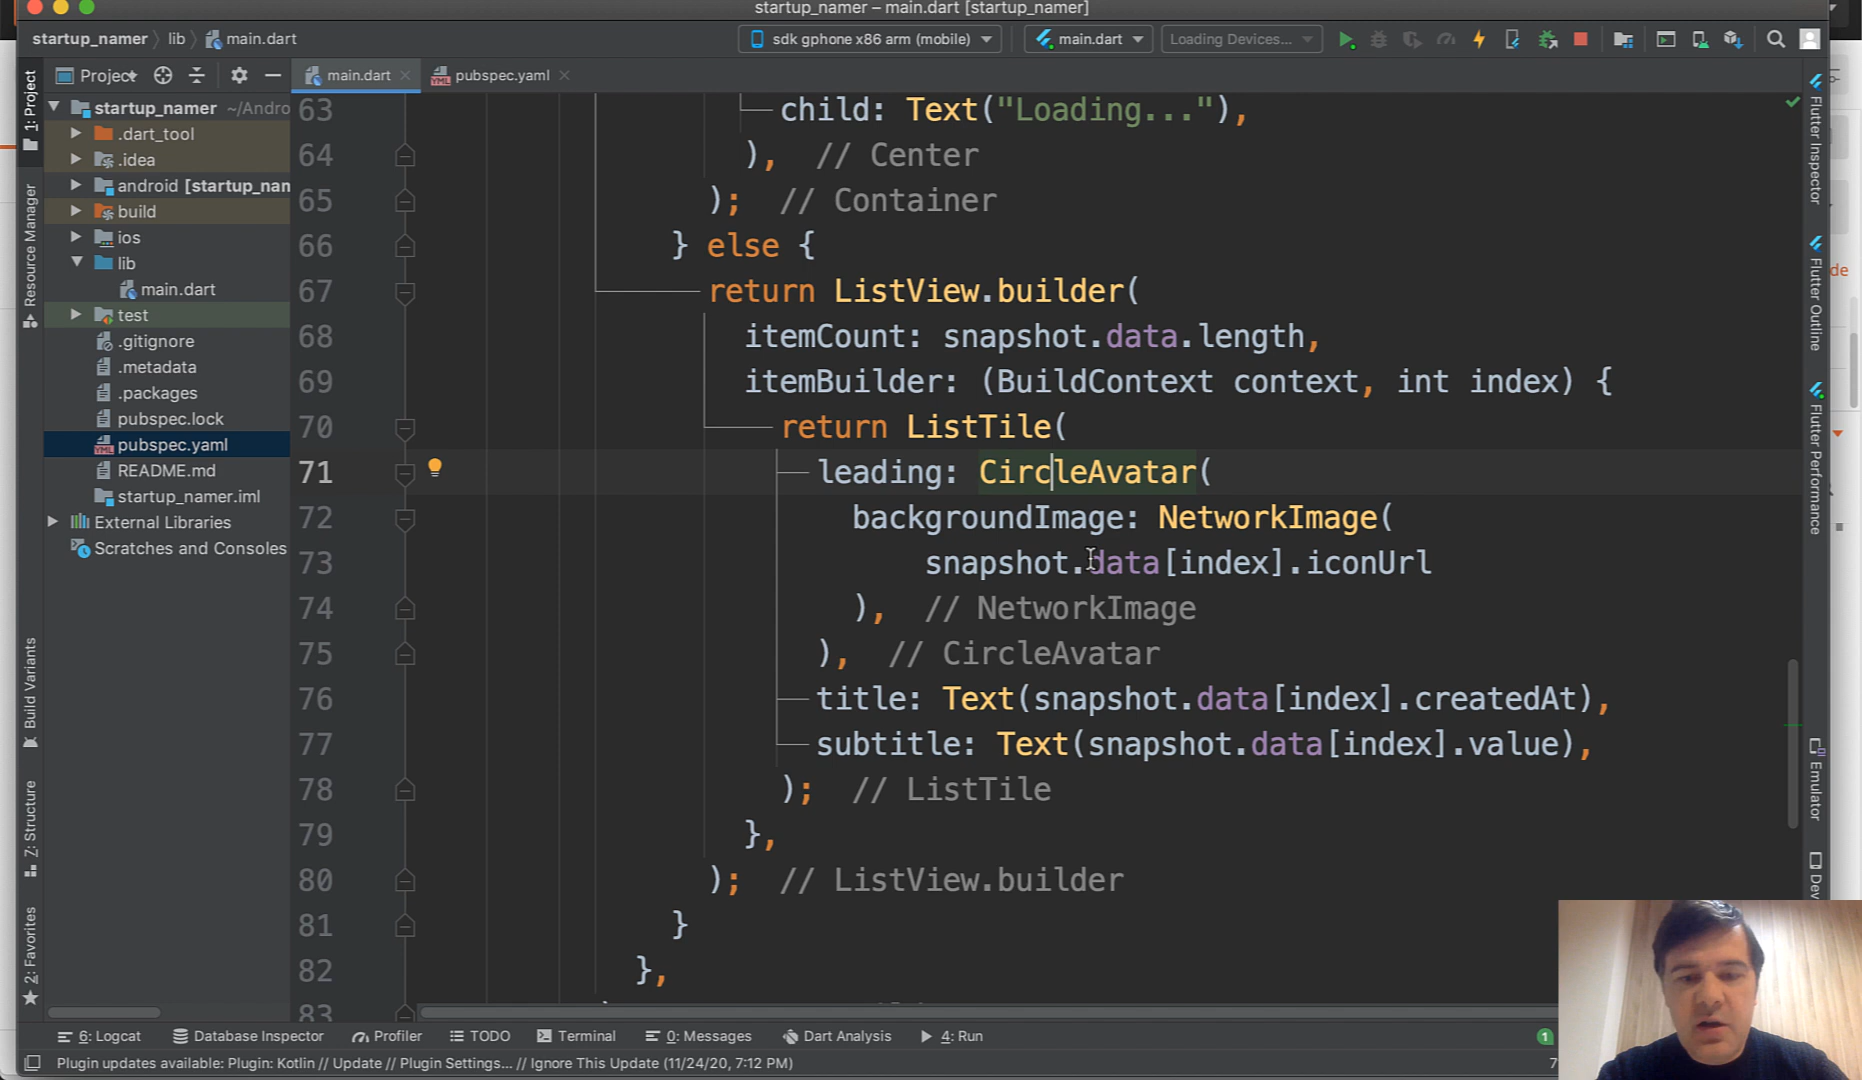 startup_namer – main.dart [startup_namer]
startup_namer lib main.dart
sdk gphone x86 arm (mobile) main.dart Loading Devices...
Project
main.dart pubspec.yaml
startup_namer ~/Andro
.dart_tool
.idea
android [startup_nan
build
ios
lib
main.dart
test
.gitignore
.metadata
.packages
pubspec.lock
pubspec.yaml
README.md
startup_namer.iml
External Libraries
Scratches and Consoles
1: Project
Resource Manager
Build Variants
7: Structure
2: Favorites
63 child: Text("Loading..."),
64 ), // Center
65 ); // Container
66 } else {
67 return ListView.builder(
68 itemCount: snapshot.data.length,
69 itemBuilder: (BuildContext context, int index) {
70 return ListTile(
71 leading: CircleAvatar(
72 backgroundImage: NetworkImage(
73 snapshot.data[index].iconUrl
74 ), // NetworkImage
75 ), // CircleAvatar
76 title: Text(snapshot.data[index].createdAt),
77 subtitle: Text(snapshot.data[index].value),
78 ); // ListTile
79 },
80 ); // ListView.builder
81 }
82 },
83
Flutter Inspector
Flutter Outline
Flutter Performance
Emulator
Dev
de
6: Logcat Database Inspector Profiler TODO Terminal 0: Messages Dart Analysis 4: Run 1
Plugin updates available: Plugin: Kotlin // Update // Plugin Settings... // Ignore This Update (11/24/20, 7:12 PM)